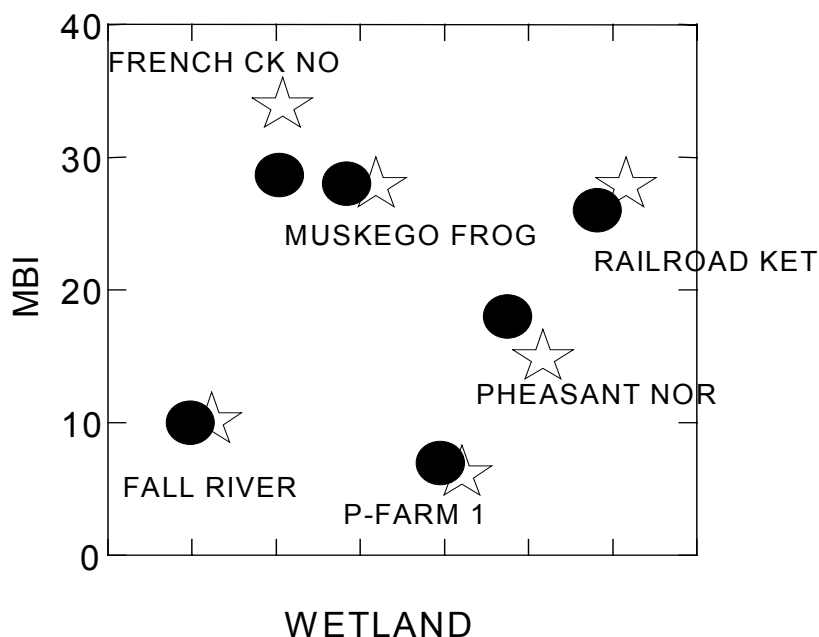 40
FRENCH CK NO
30
MUSKEGO FROG
RAILROAD KET
MBI
20
PHEASANT NOR
10
FALL RIVER
P-FARM 1
0
WETLAND